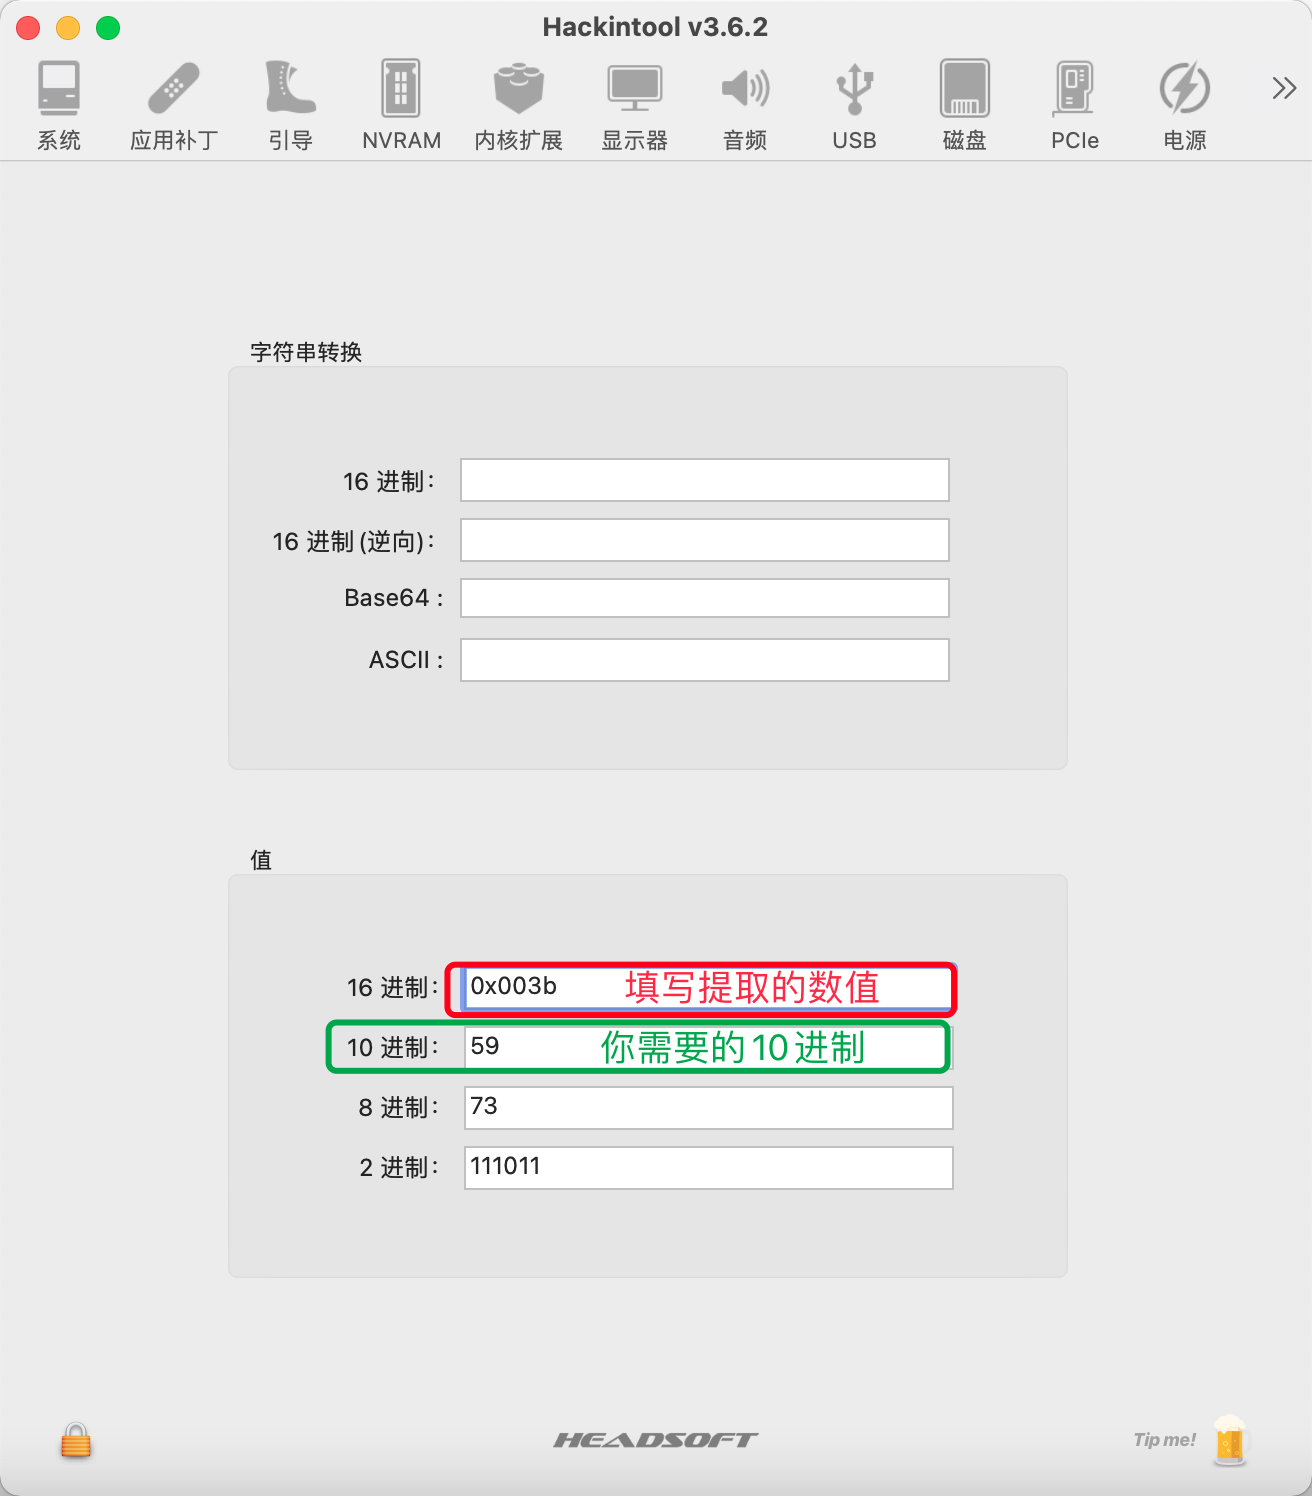 Hackintool v3.6.2
系统 应用补丁 引导 NVRAM 内核扩展 显示器 音频 USB 磁盘 PCIe 电源
字符串转换
16 进制：
16 进制(逆向)：
Base64：
ASCII：
值
16 进制： 0x003b 填写提取的数值
10 进制： 59 你需要的10进制
8 进制： 73
2 进制： 111011
HEADSOFT Tip me!